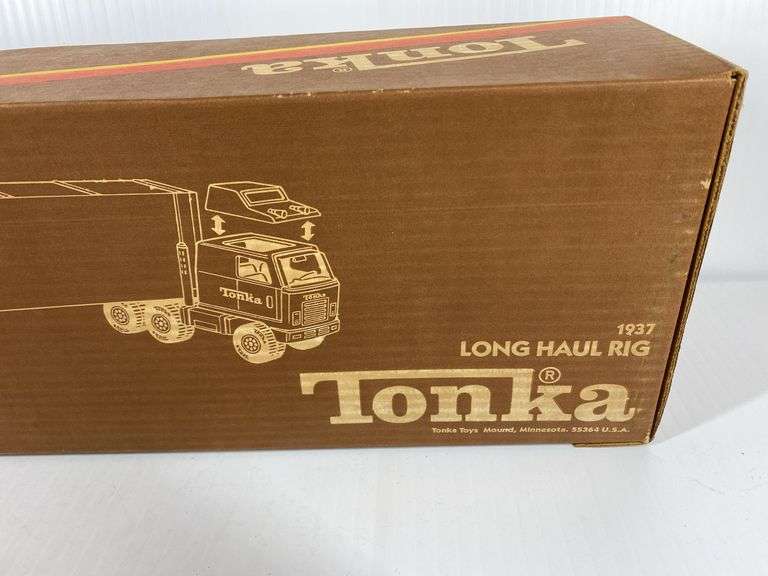 Tonka®
Tonka
TONKA
1937
LONG HAUL RIG
Tonka®
Tonka Toys Mound, Minnesota. 55364 U.S.A.